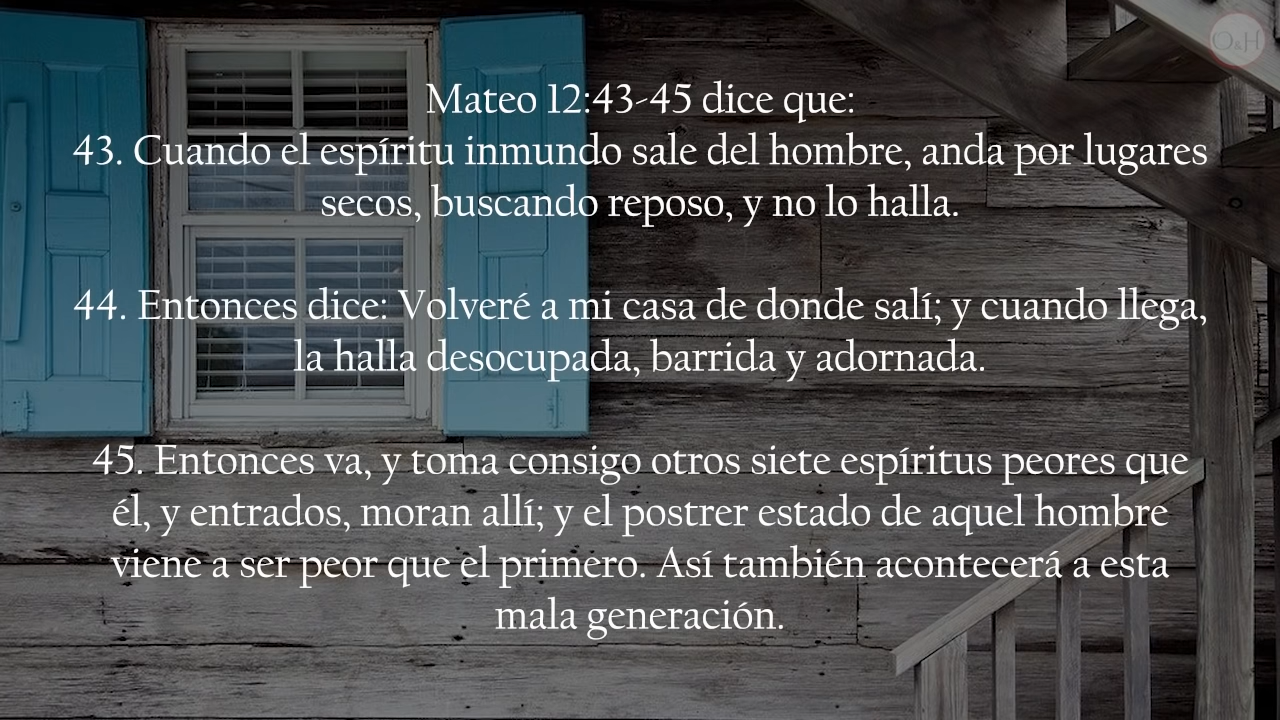 O&H
Mateo 12:43-45 dice que:
43. Cuando el espíritu inmundo sale del hombre, anda por lugares
secos, buscando reposo, y no lo halla.
44. Entonces dice: Volveré a mi casa de donde salí; y cuando llega,
la halla desocupada, barrida y adornada.
45. Entonces va, y toma consigo otros siete espíritus peores que
él, y entrados, moran allí; y el postrer estado de aquel hombre
viene a ser peor que el primero. Así también acontecerá a esta
mala generación.